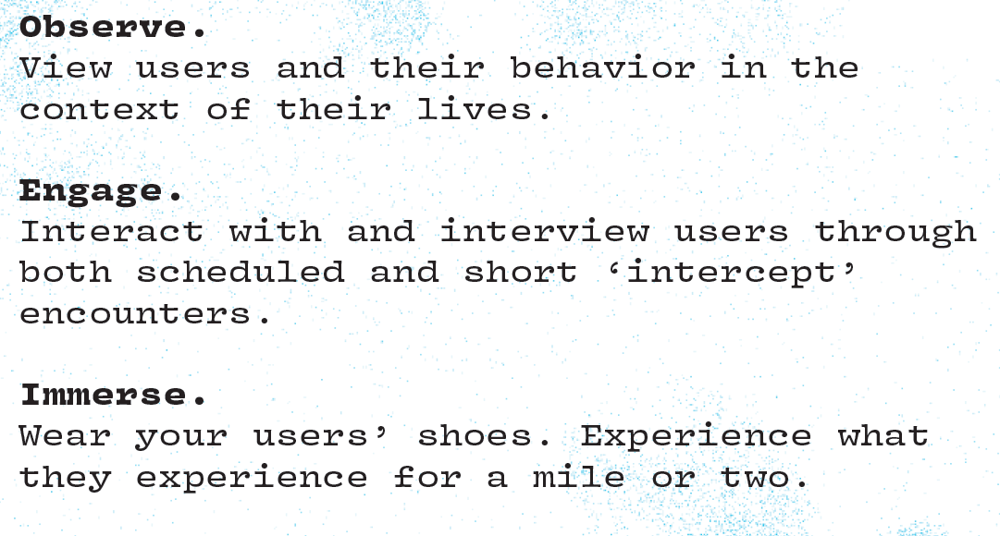 Observe.
View users and their behavior in the
context of their lives.
Engage.
Interact with and interview users through
both scheduled and short ‘intercept’
encounters.
Immerse.
Wear your users’ shoes. Experience what
they experience for a mile or two.